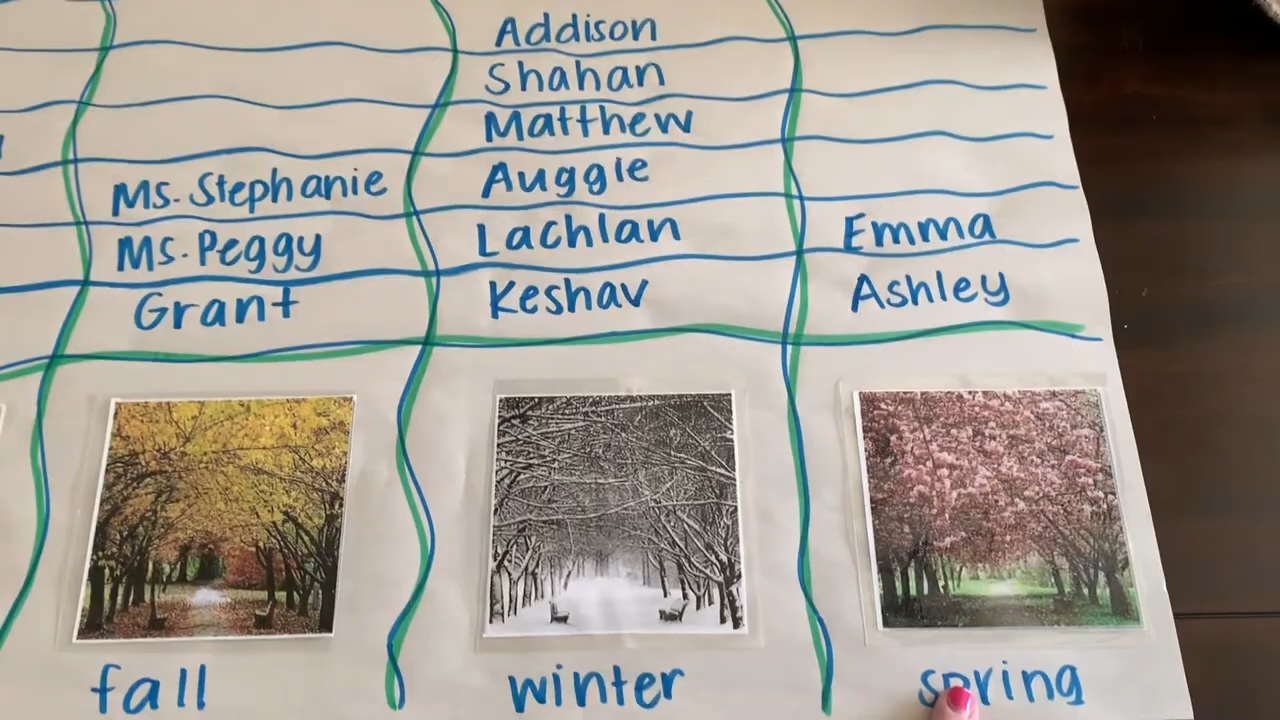 Addison
Shahan
Matthew
Ms. Stephanie Auggie
Ms. Peggy Lachlan Emma
Grant Keshav Ashley
fall winter spring